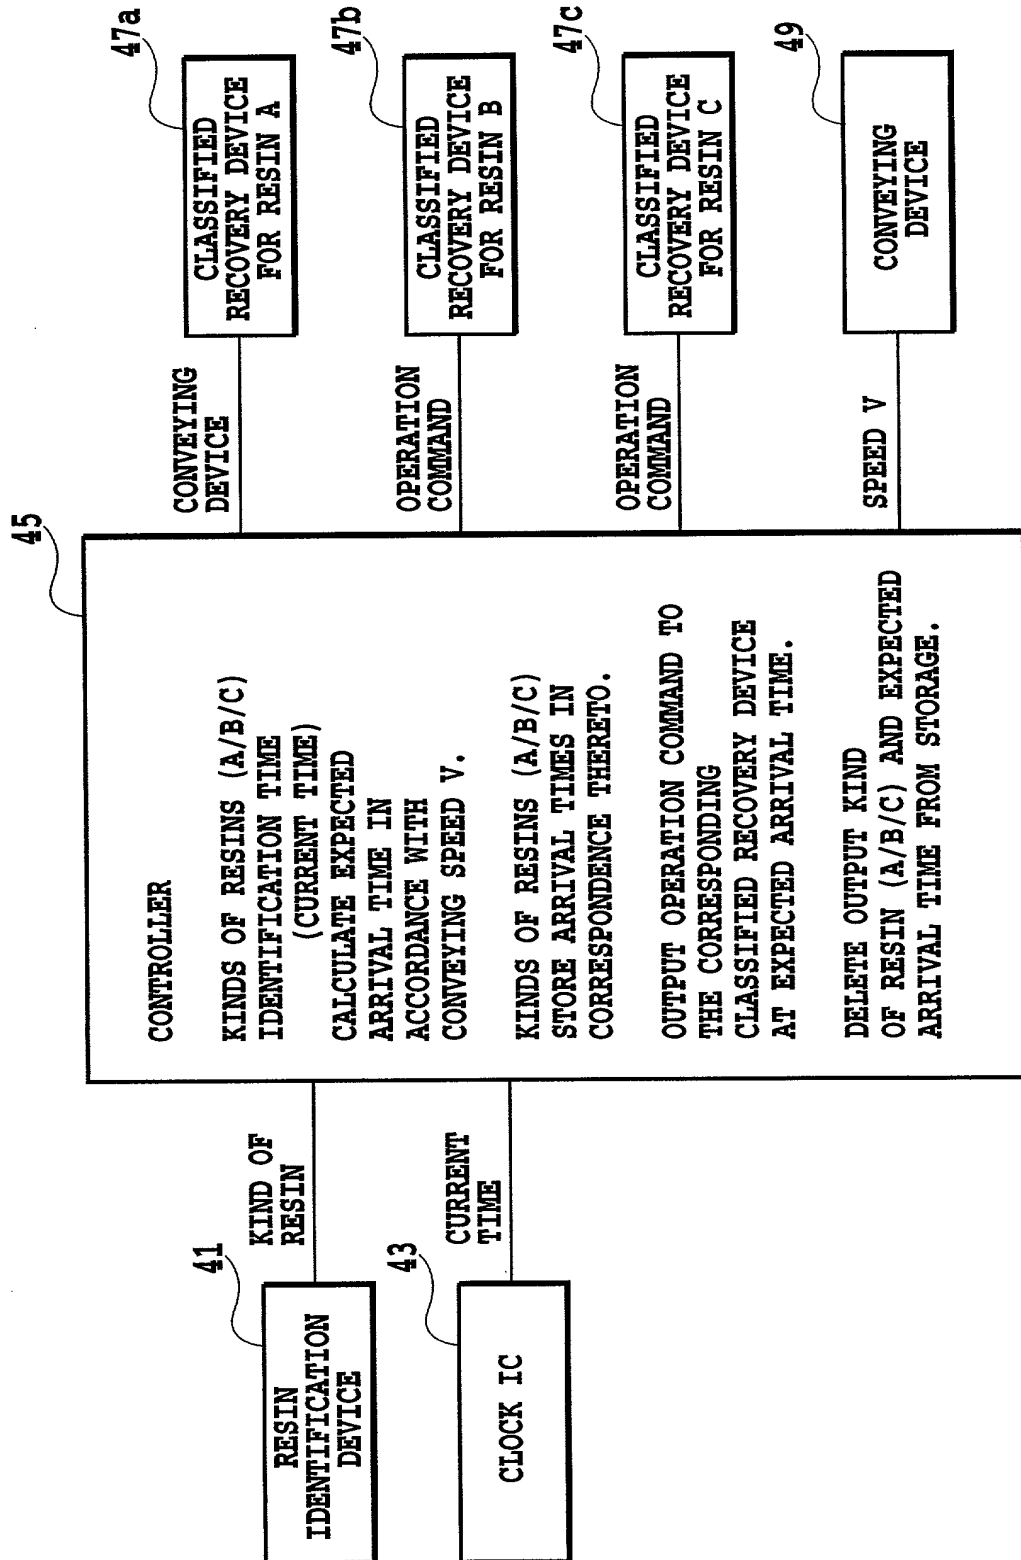 41
RESIN
IDENTIFICATION
DEVICE
KIND OF
RESIN
43
CLOCK IC
CURRENT
TIME
45
CONTROLLER
KINDS OF RESINS (A/B/C)
IDENTIFICATION TIME
(CURRENT TIME)
CALCULATE EXPECTED
ARRIVAL TIME IN
ACCORDANCE WITH
CONVEYING SPEED V.
KINDS OF RESINS (A/B/C)
STORE ARRIVAL TIMES IN
CORRESPONDENCE THERETO.
OUTPUT OPERATION COMMAND TO
THE CORRESPONDING
CLASSIFIED RECOVERY DEVICE
AT EXPECTED ARRIVAL TIME.
DELETE OUTPUT KIND
OF RESIN (A/B/C) AND EXPECTED
ARRIVAL TIME FROM STORAGE.
CONVEYING
DEVICE
47a
CLASSIFIED
RECOVERY DEVICE
FOR RESIN A
OPERATION
COMMAND
47b
CLASSIFIED
RECOVERY DEVICE
FOR RESIN B
OPERATION
COMMAND
47c
CLASSIFIED
RECOVERY DEVICE
FOR RESIN C
SPEED V
49
CONVEYING
DEVICE